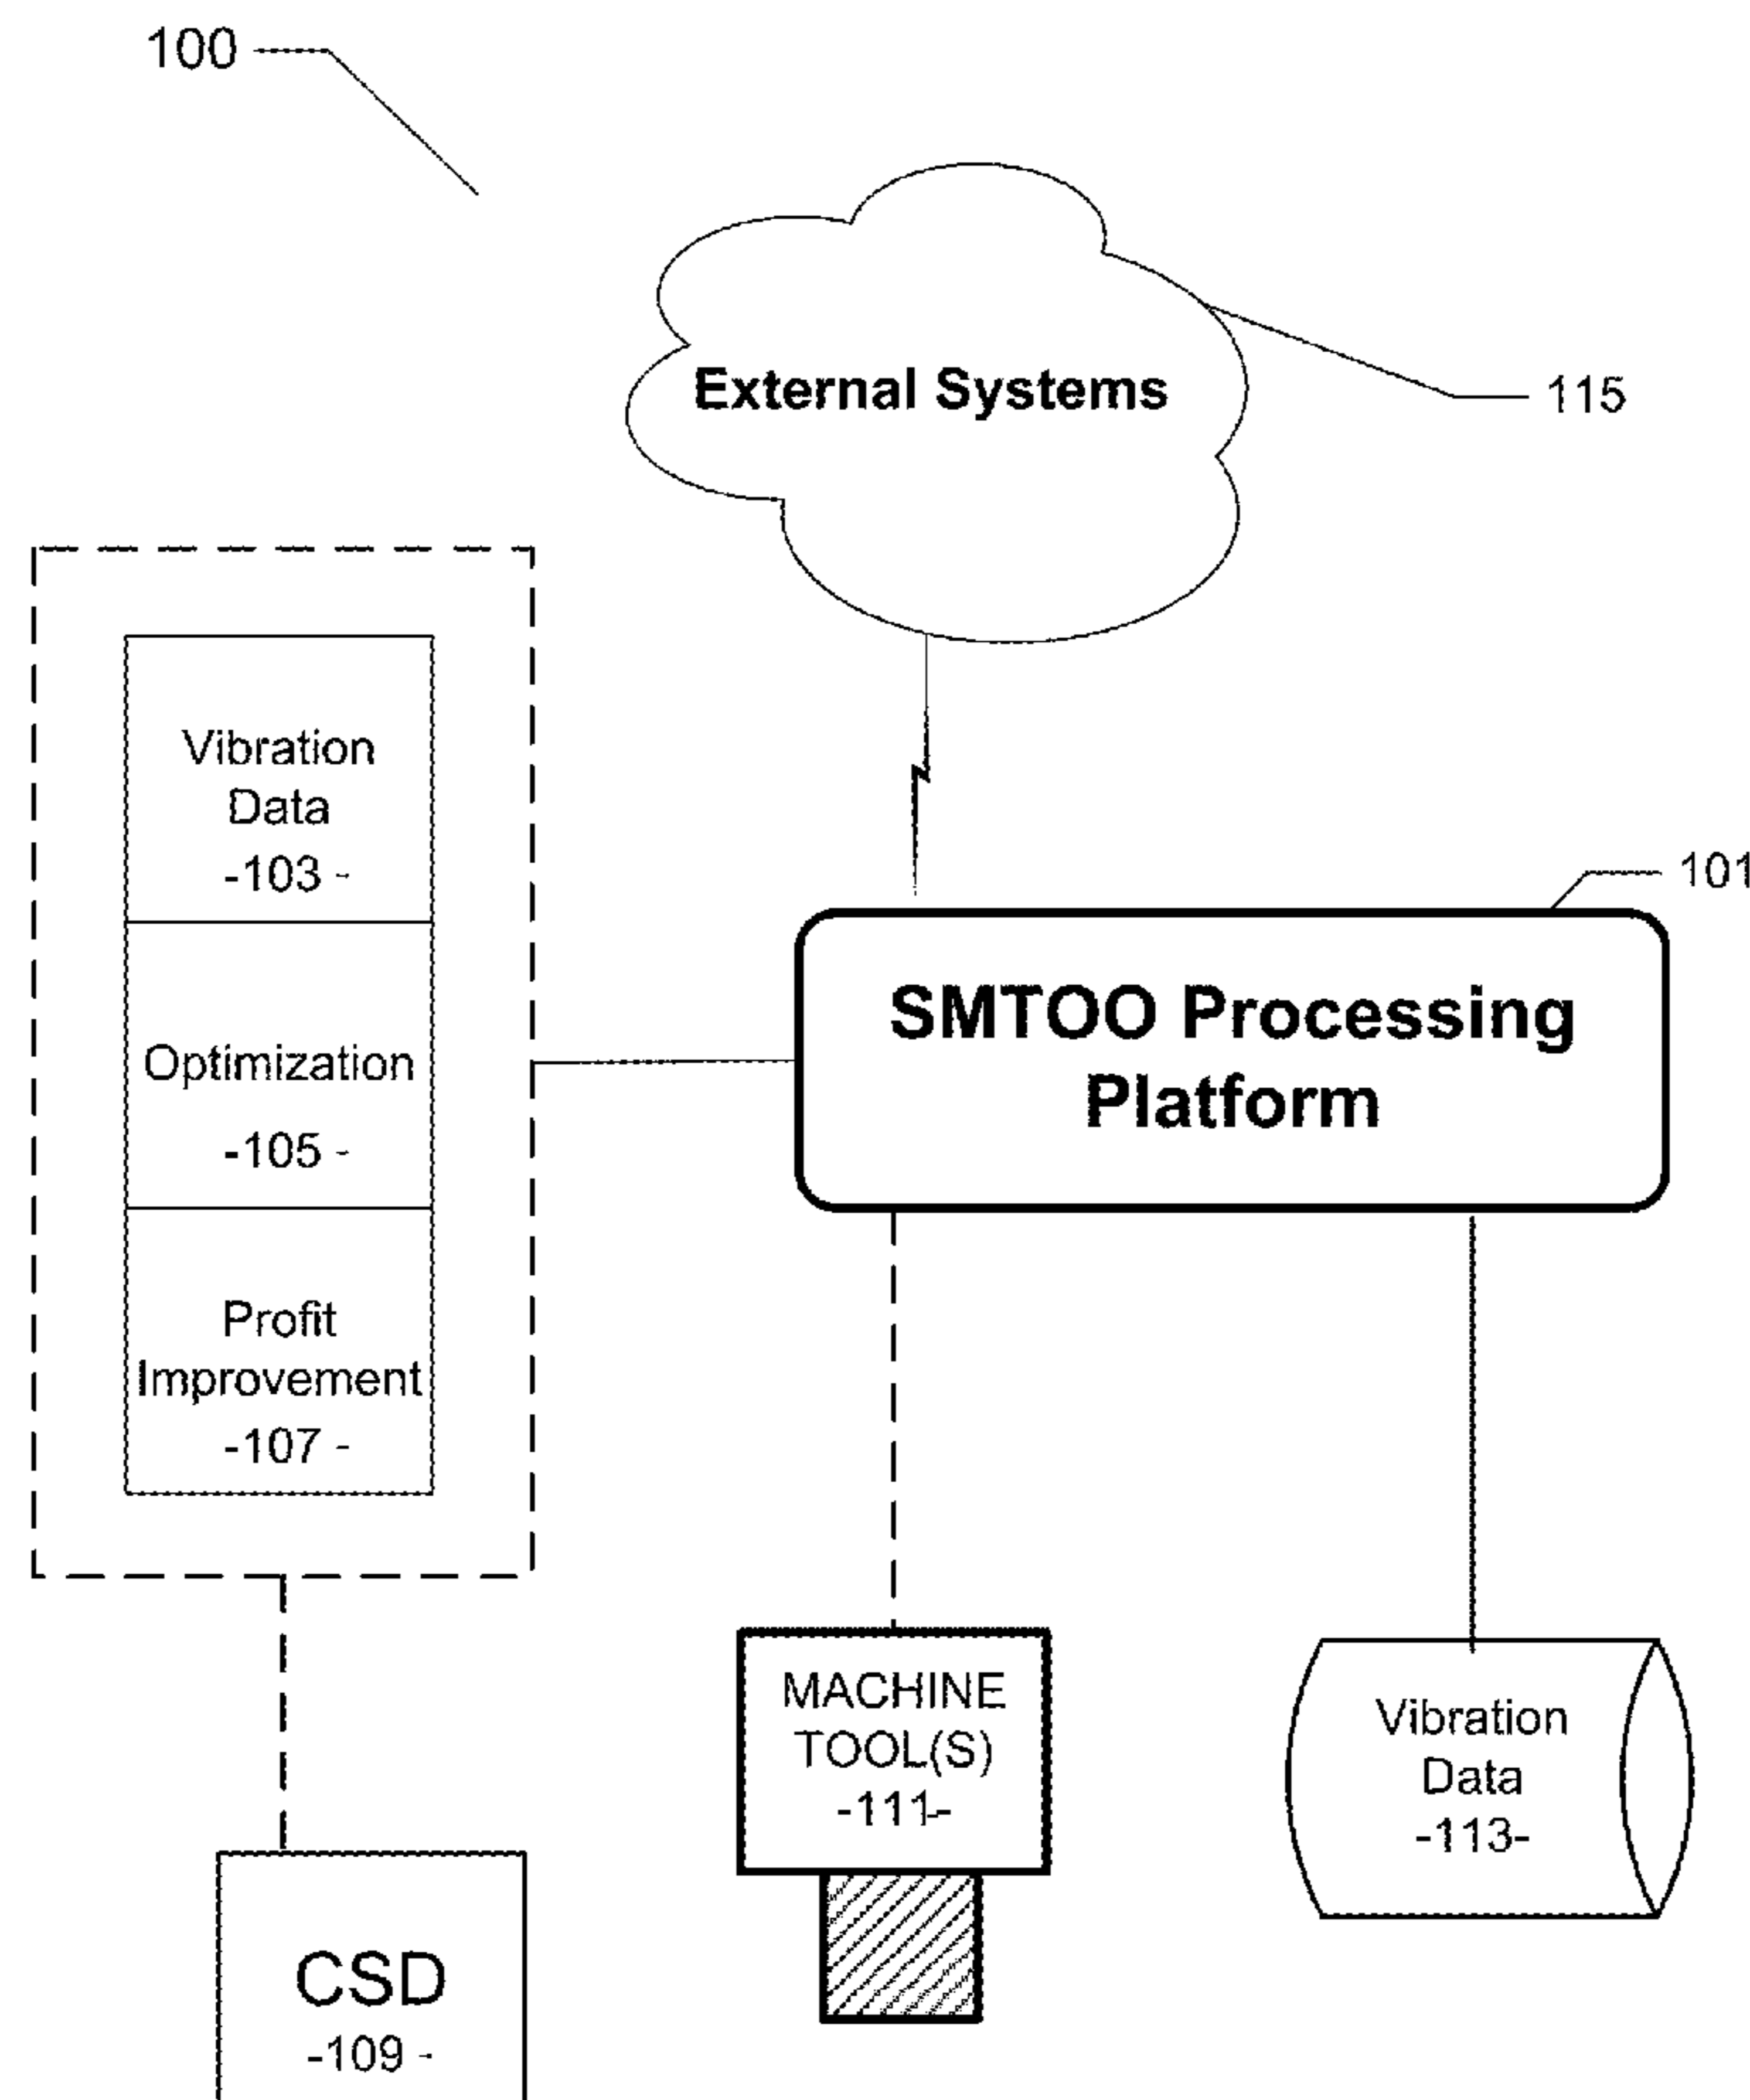 100
External Systems
115
Vibration
Data
-103 -
101
SMTOO Processing
Platform
Optimization
-105 -
Profit
Improvement
-107 -
MACHINE
TOOL(S)
-111-
Vibration
Data
-113-
CSD
-109 -